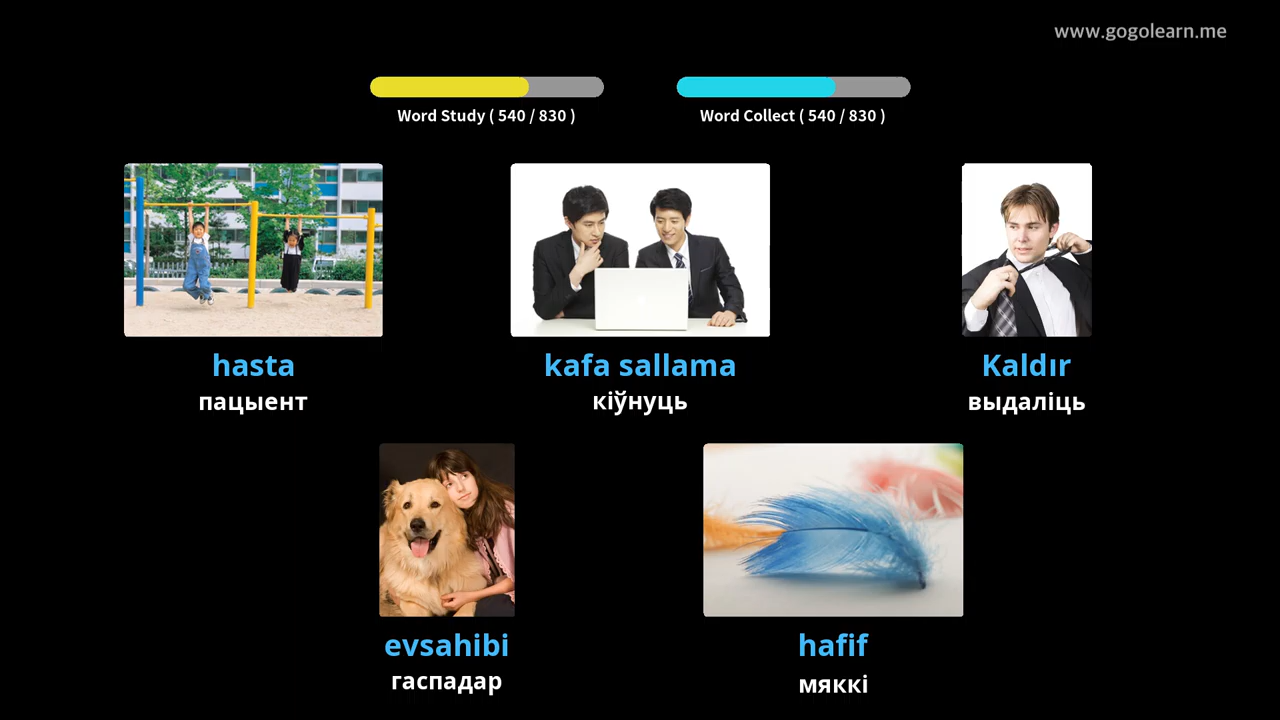 www.gogolearn.me
Word Study ( 540 / 830 )
Word Collect ( 540 / 830 )
hasta
пацыент
kafa sallama
кіўнуць
Kaldır
выдаліць
evsahibi
гаспадар
hafif
мяккі